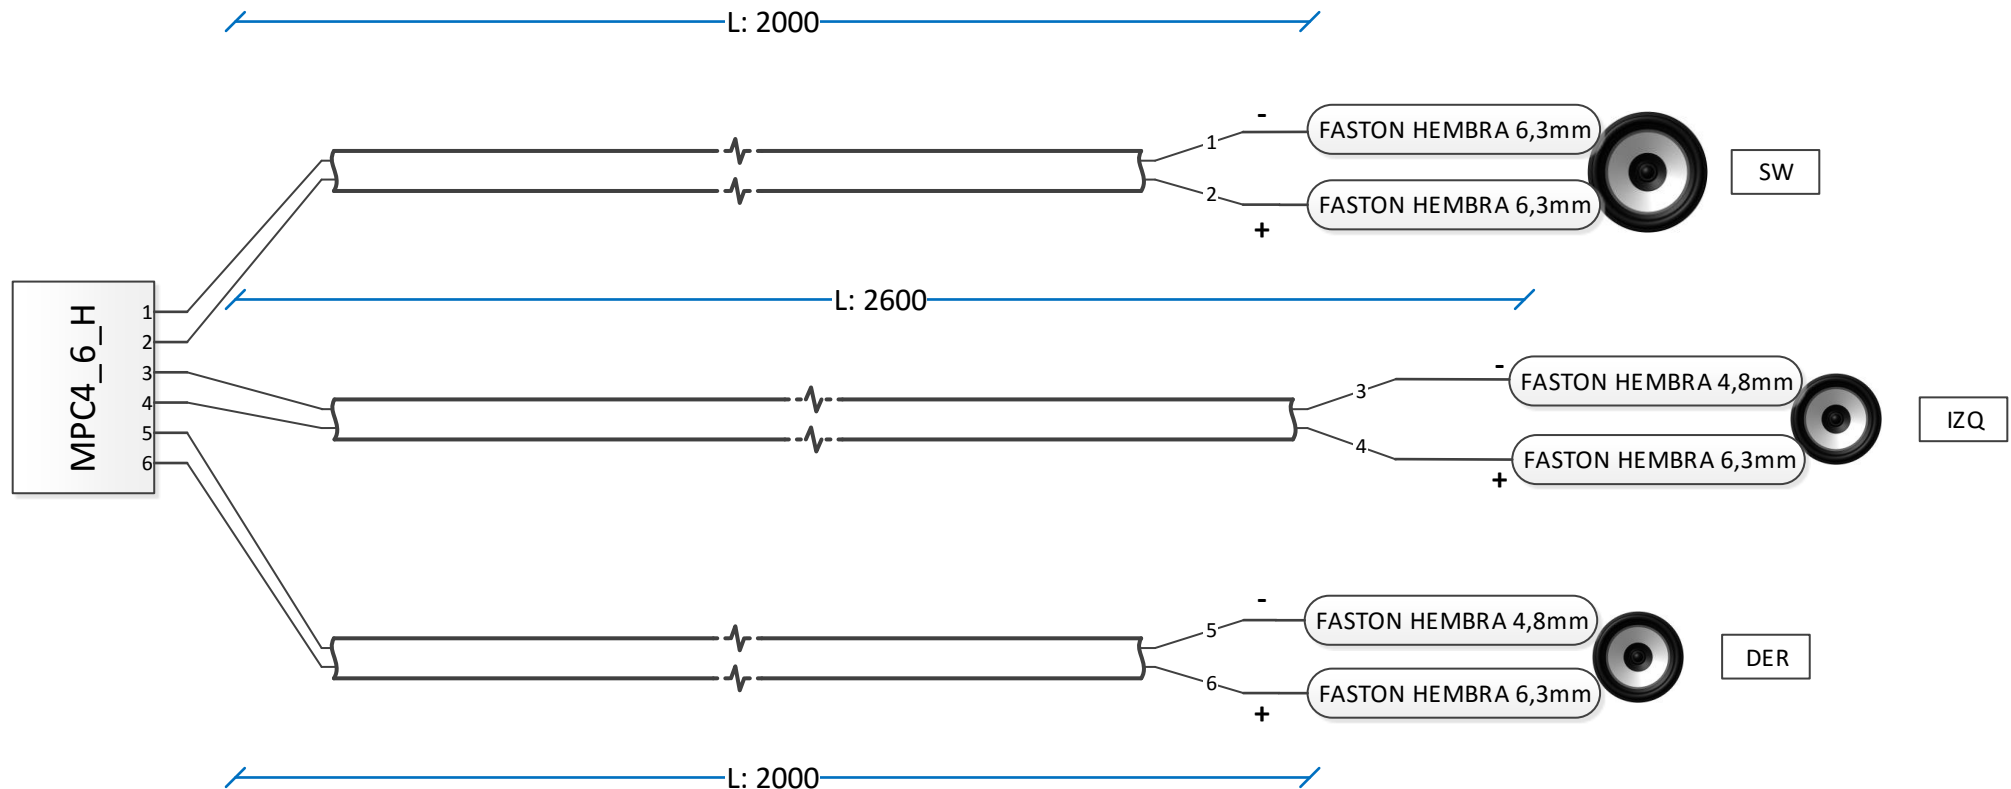 L: 2000
-
1
FASTON HEMBRA 6,3mm
SW
2
FASTON HEMBRA 6,3mm
+
L: 2600
MPC4_6_H
1
2
3
4
5
6
-
3
FASTON HEMBRA 4,8mm
IZQ
4
FASTON HEMBRA 6,3mm
+
-
5
FASTON HEMBRA 4,8mm
DER
6
FASTON HEMBRA 6,3mm
+
L: 2000